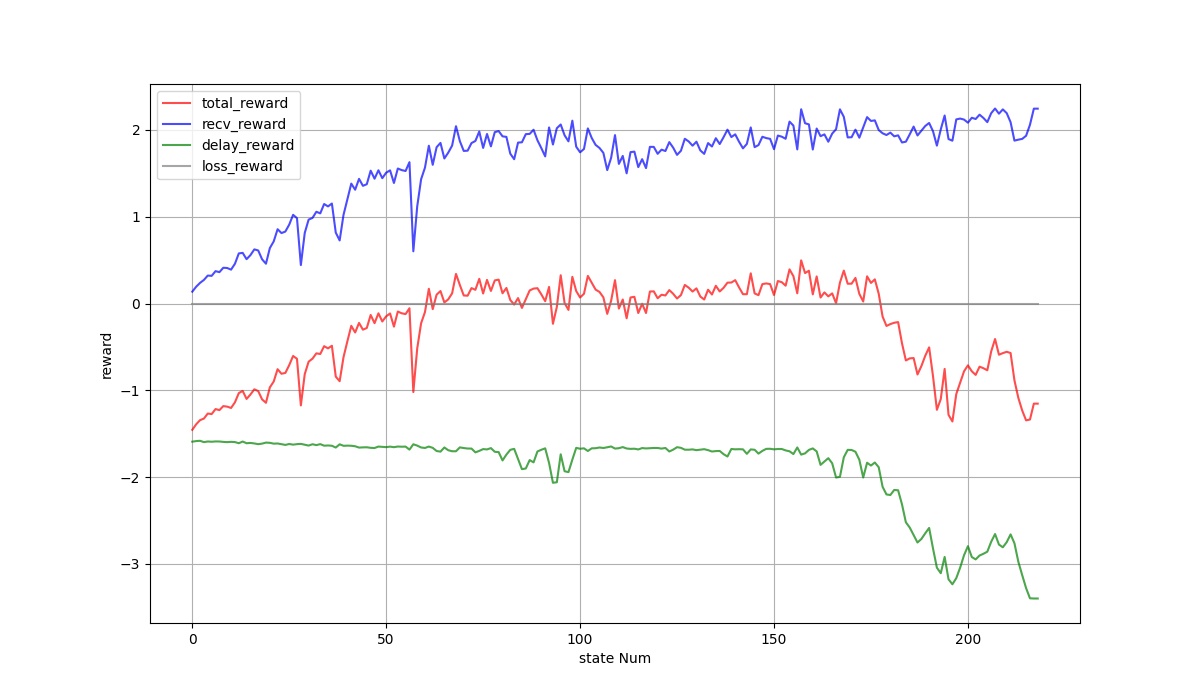 total_reward
recv_reward
delay_reward
loss_reward
2
1
0
−1
−2
−3
reward
0 50 100 150 200
state Num